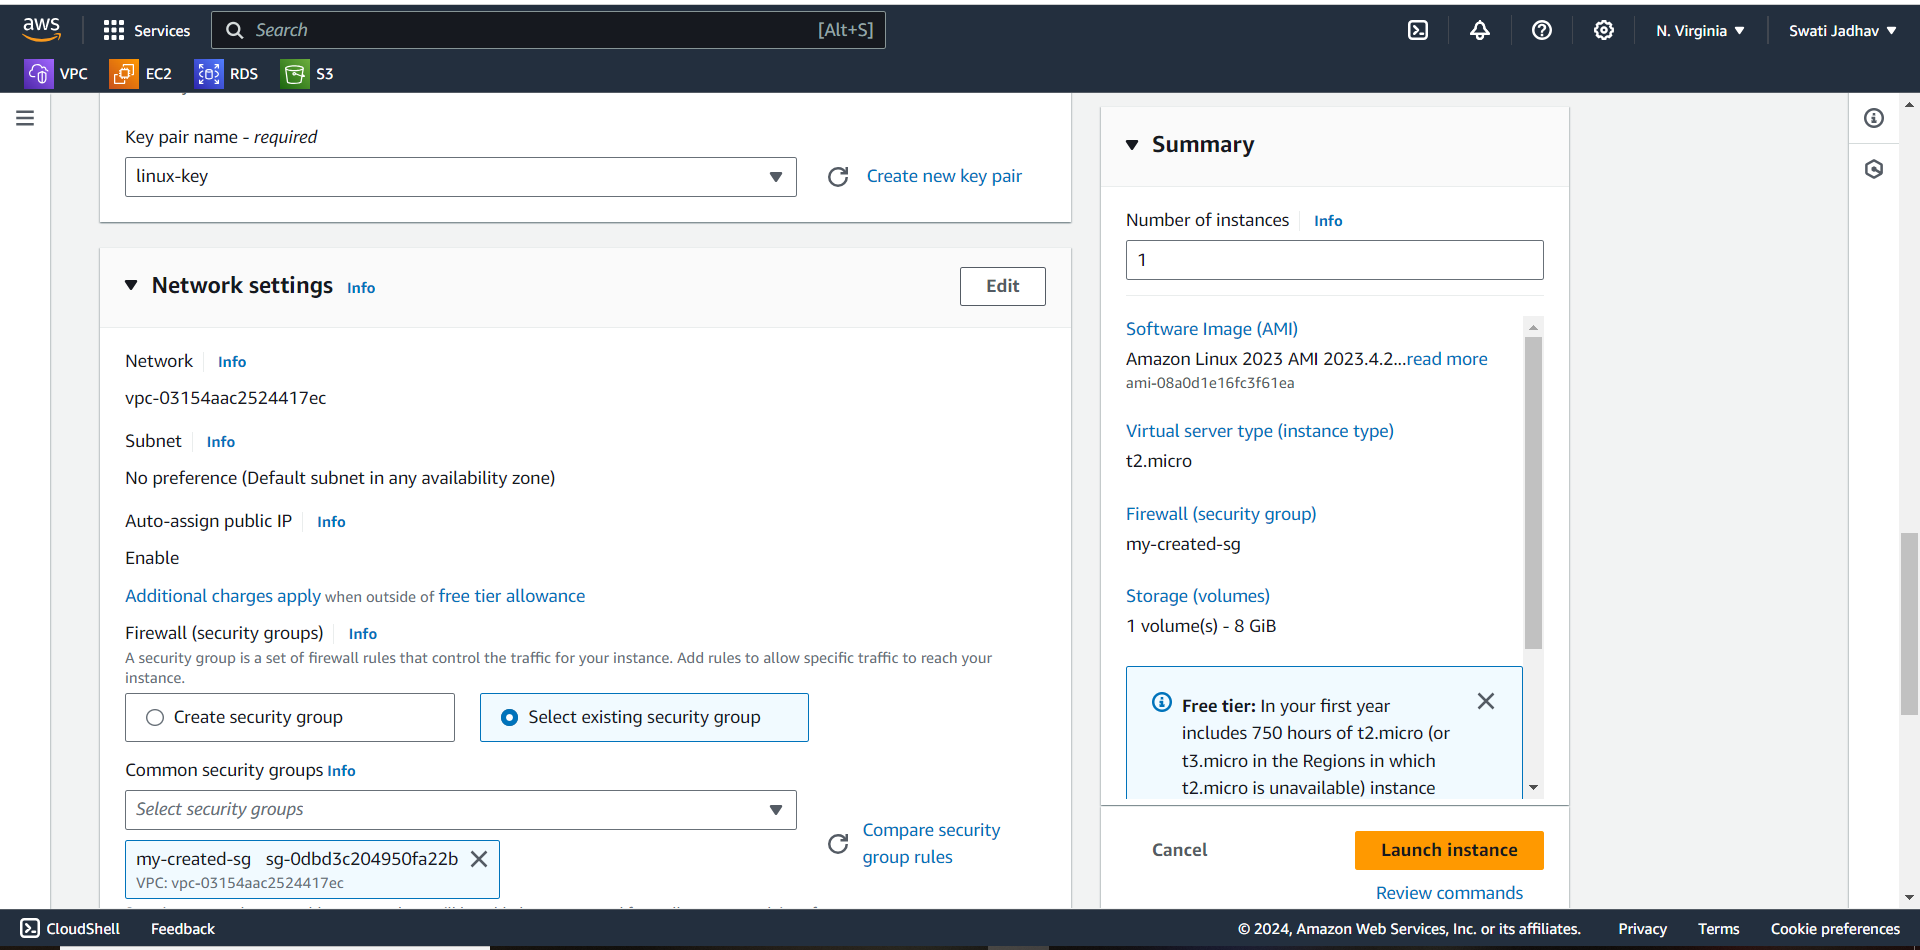 aws
Services
Search
[Alt+S]
N. Virginia
Swati Jadhav
VPC
EC2
RDS
S3
Key pair name - required
linux-key
Create new key pair
Network settings Info
Edit
Network Info
vpc-03154aac2524417ec
Subnet Info
No preference (Default subnet in any availability zone)
Auto-assign public IP Info
Enable
Additional charges apply when outside of free tier allowance
Firewall (security groups) Info
A security group is a set of firewall rules that control the traffic for your instance. Add rules to allow specific traffic to reach your
instance.
Create security group
Select existing security group
Common security groups Info
Select security groups
my-created-sg sg-0dbd3c204950fa22b
VPC: vpc-03154aac2524417ec
Compare security
group rules
Summary
Number of instances Info
1
Software Image (AMI)
Amazon Linux 2023 AMI 2023.4.2...read more
ami-08a0d1e16fc3f61ea
Virtual server type (instance type)
t2.micro
Firewall (security group)
my-created-sg
Storage (volumes)
1 volume(s) - 8 GiB
Free tier: In your first year
includes 750 hours of t2.micro (or
t3.micro in the Regions in which
t2.micro is unavailable) instance
Cancel
Launch instance
Review commands
CloudShell
Feedback
© 2024, Amazon Web Services, Inc. or its affiliates.
Privacy
Terms
Cookie preferences